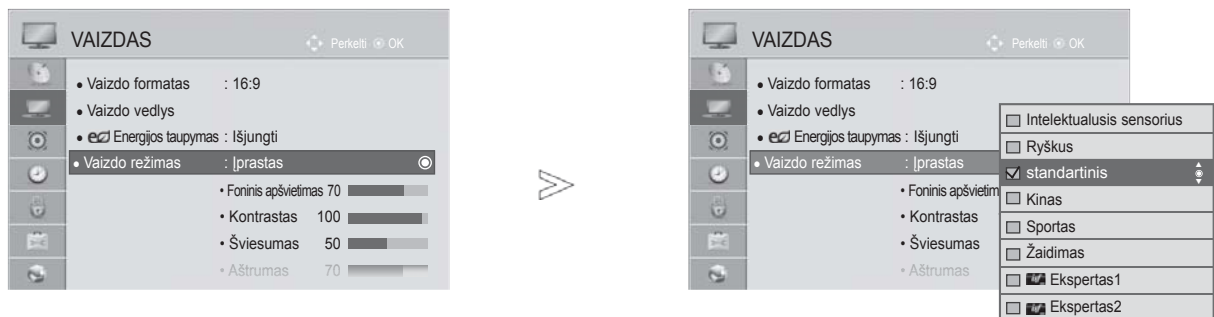 VAIZDAS Perkelti OK
• Vaizdo formatas : 16:9
• Vaizdo vedlys
• eco Energijos taupymas : Išjungti
• Vaizdo režimas : Įprastas
• Foninis apšvietimas 70
• Kontrastas 100
• Šviesumas 50
• Aštrumas 70
VAIZDAS Perkelti OK
• Vaizdo formatas : 16:9
• Vaizdo vedlys
• eco Energijos taupymas : Išjungti
• Vaizdo režimas : Įprastas
• Foninis apšvietim
• Kontrastas
• Šviesumas
• Aštrumas
Intelektualusis sensorius
Ryškus
standartinis
Kinas
Sportas
Žaidimas
Ekspertas1
Ekspertas2